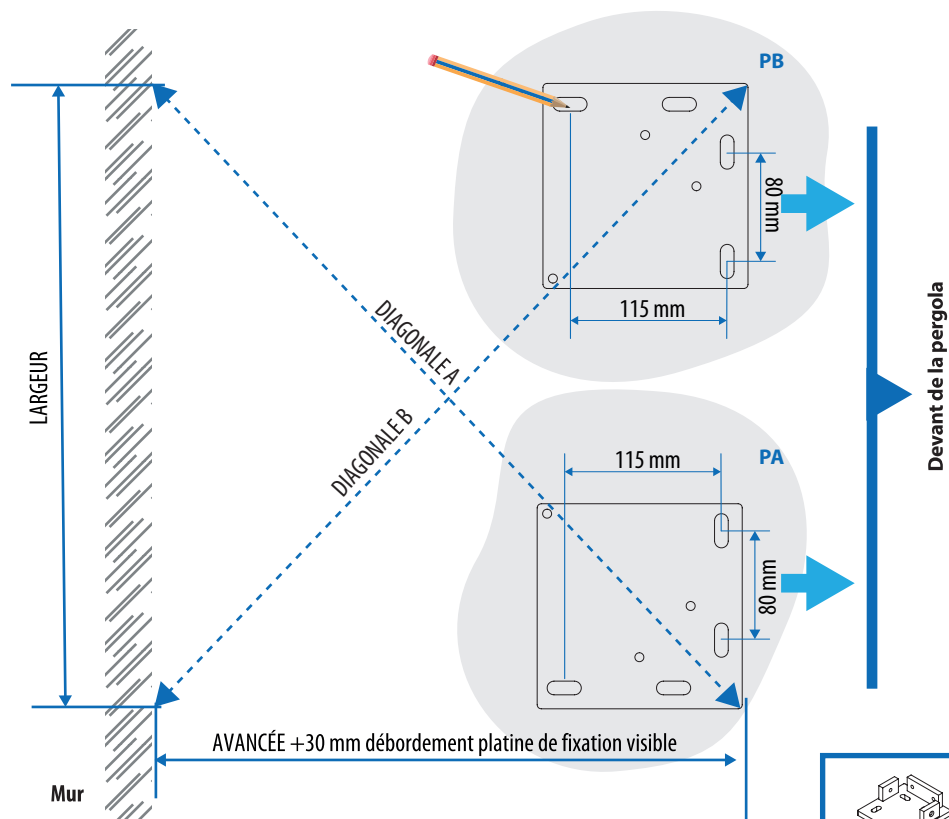 PB
80 mm
115 mm
DIAGONALE A
LARGEUR
DIAGONALE B
Devant de la pergola
115 mm
PA
80 mm
AVANCÉE +30 mm débordement platine de fixation visible
Mur